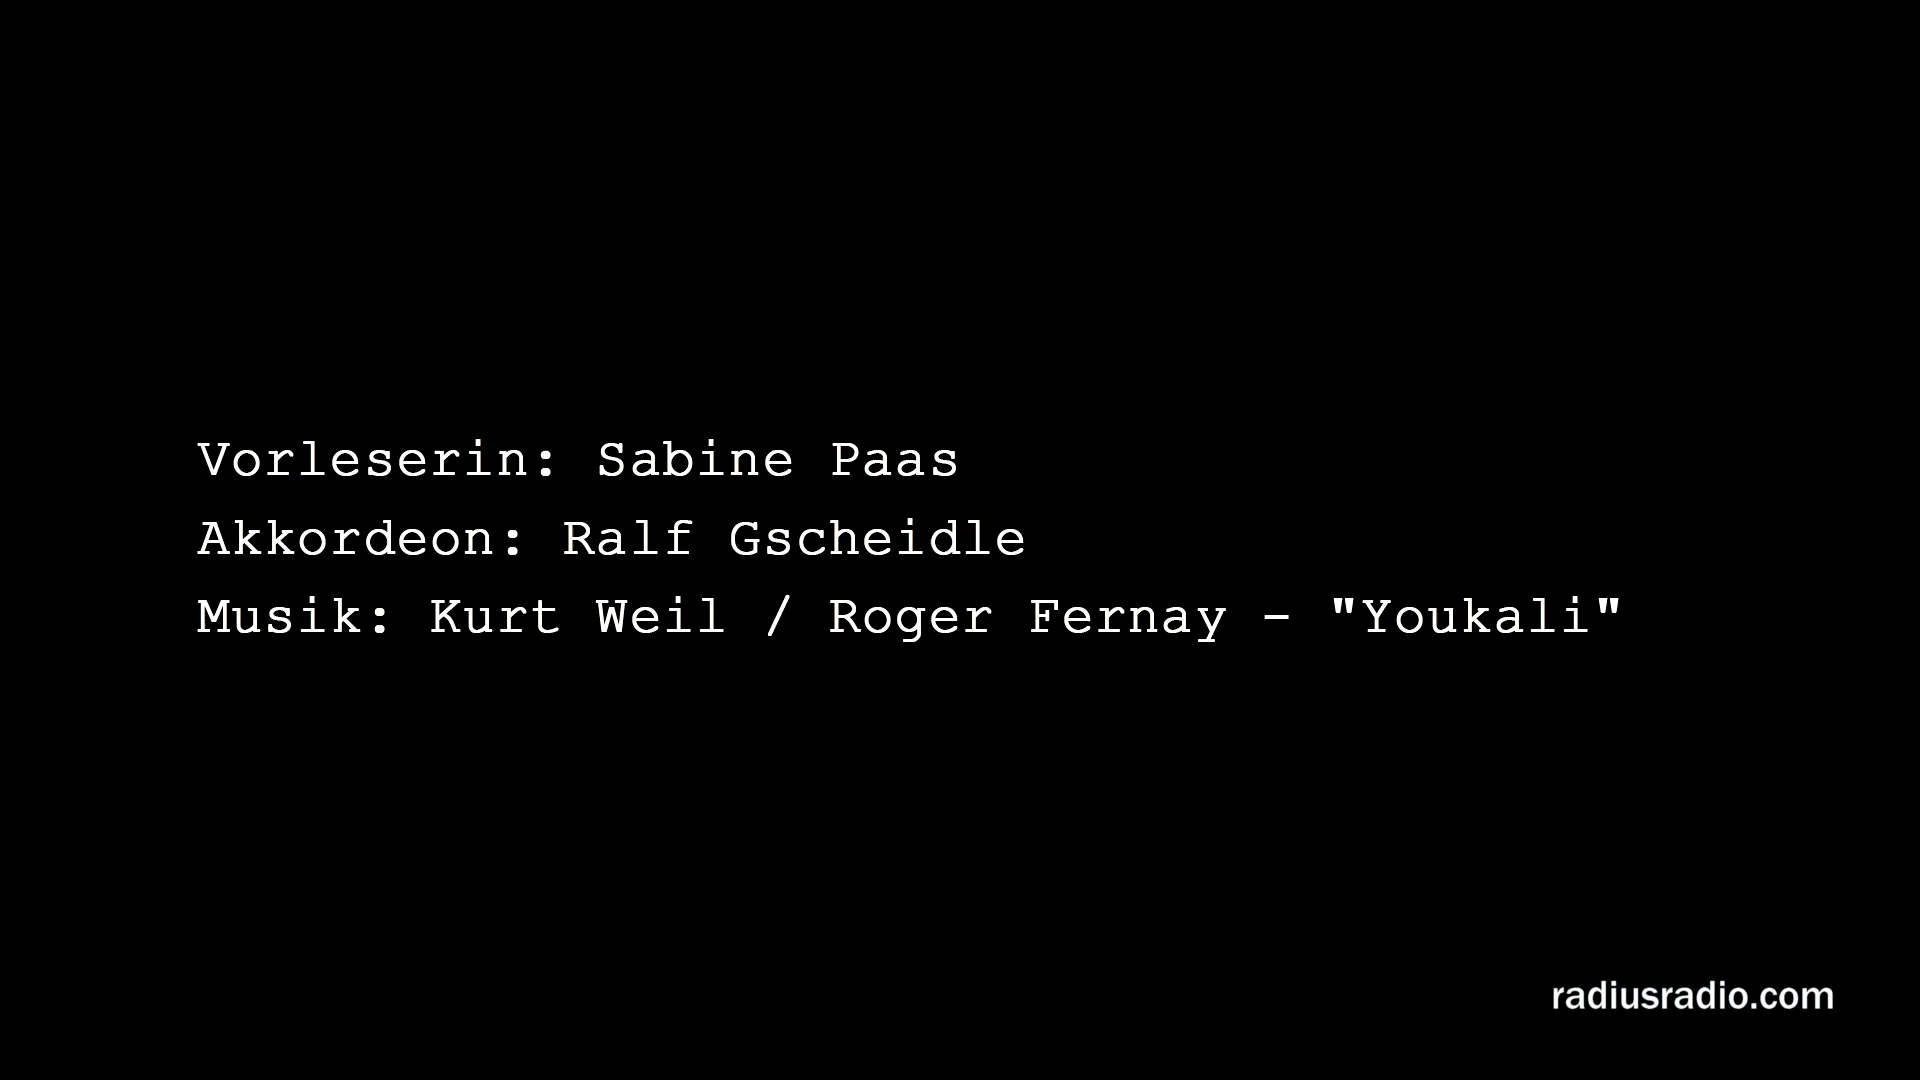 Vorleserin: Sabine Paas
Akkordeon: Ralf Gscheidle
Musik: Kurt Weil / Roger Fernay - "Youkali"
radiusradio.com